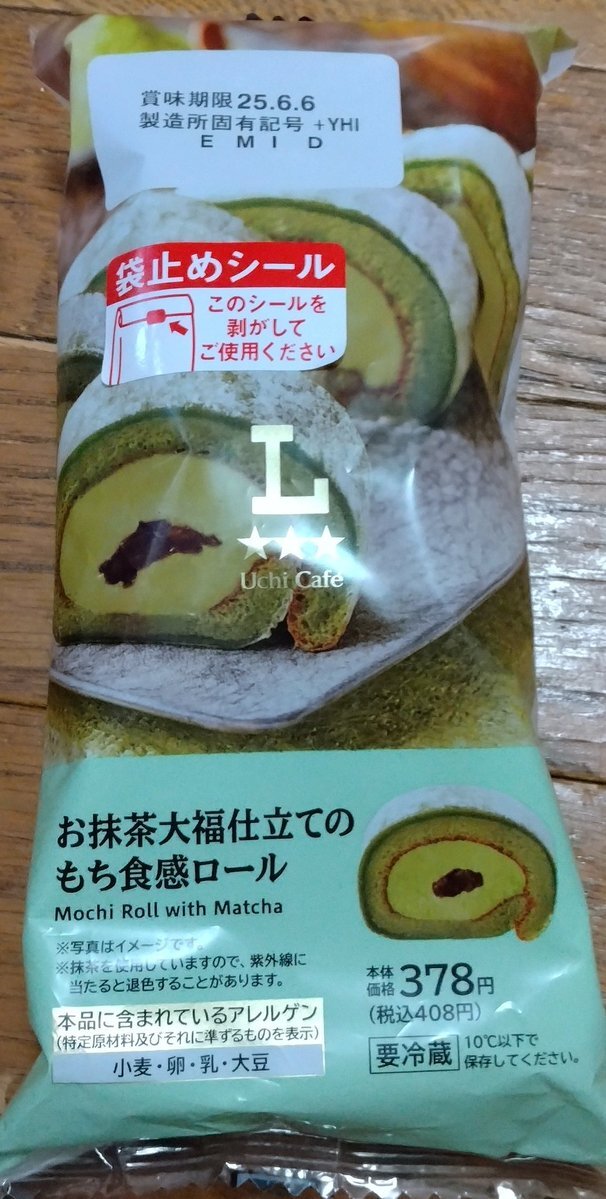 賞味期限 25.6.6
製造所固有記号 +YHI
E M I D
袋止めシール
このシールを
剥がして
ご使用ください
L
★★★
Uchi Café
お抹茶大福仕立ての
もち食感ロール
Mochi Roll with Matcha
※写真はイメージです。
※抹茶を使用していますので、紫外線に
当たると退色することがあります。
本体
価格 378円
(税込408円)
本品に含まれているアレルゲン
(特定原材料及びそれに準ずるものを表示)
小麦・卵・乳・大豆
要冷蔵 10℃以下で
保存してください。